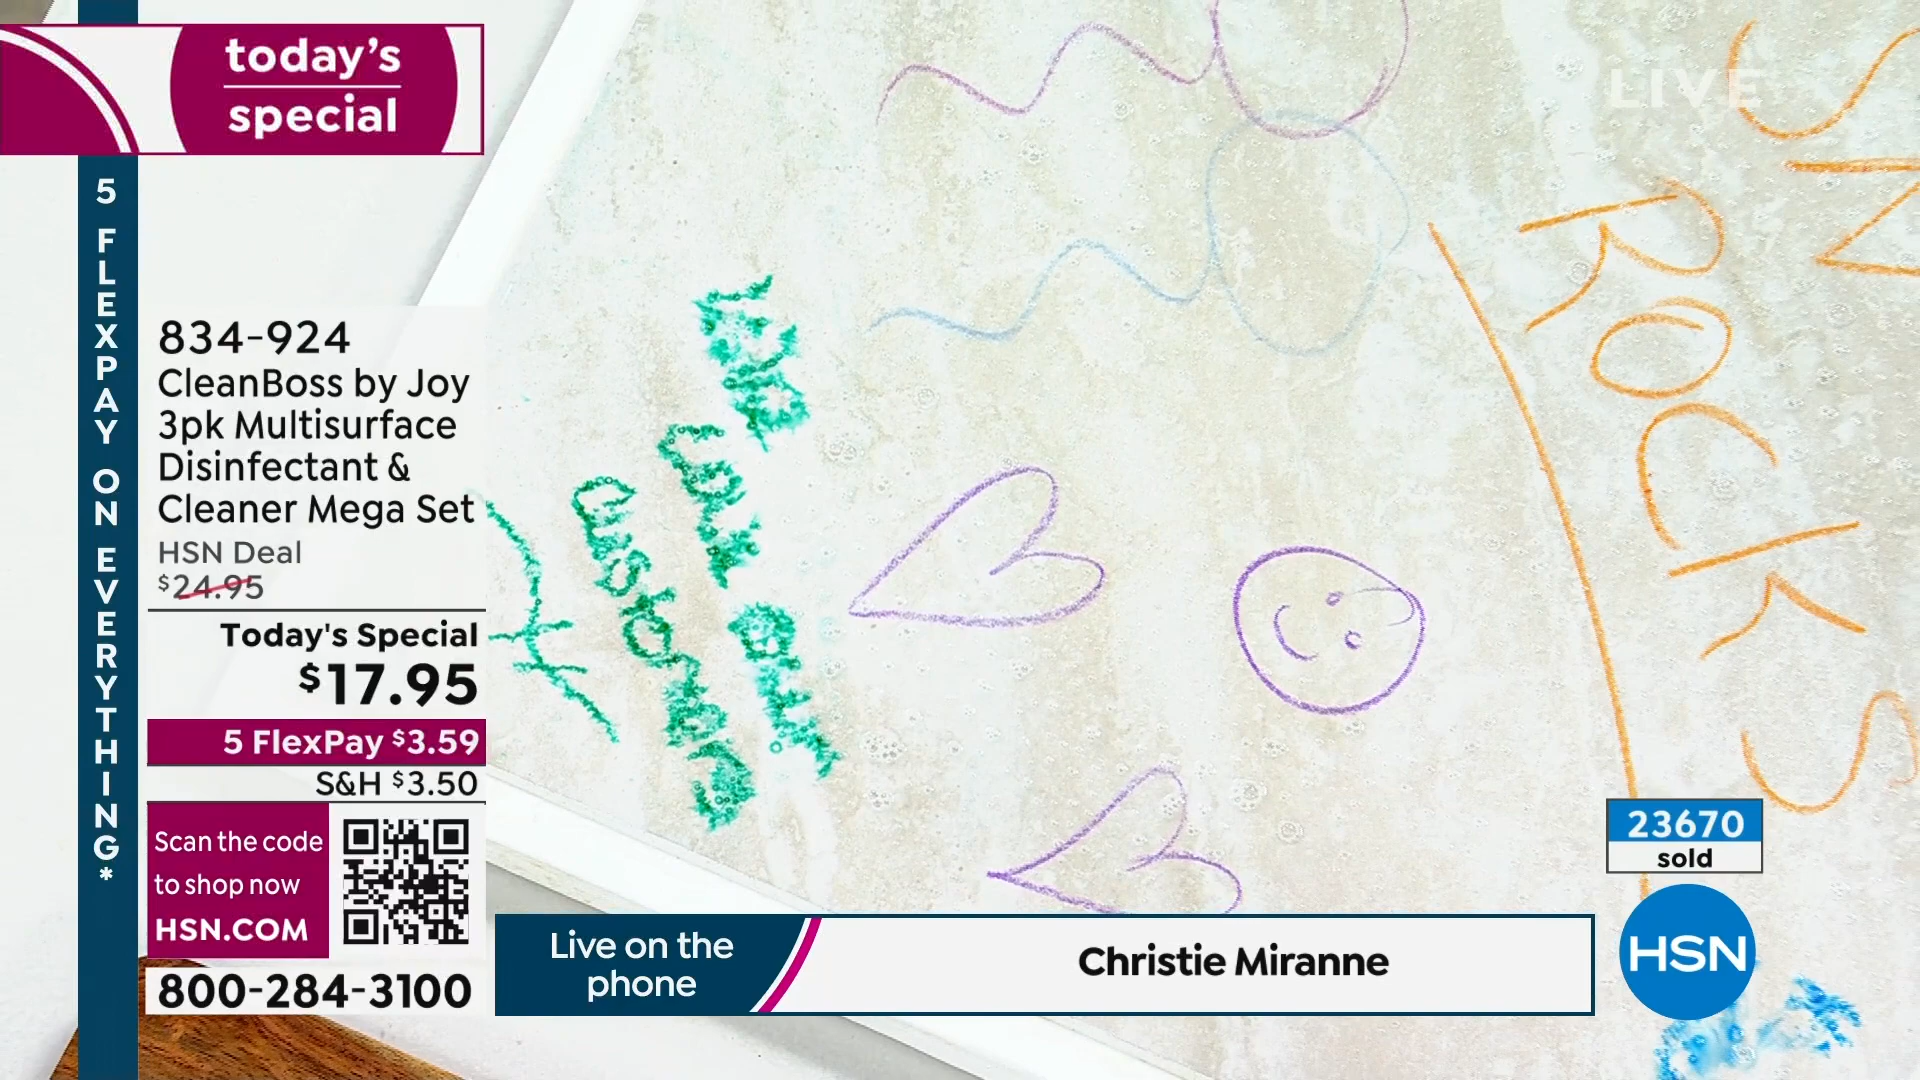 today's
special
5 FLEXPAY ON EVERYTHING*
834-924
CleanBoss by Joy
3pk Multisurface
Disinfectant &
Cleaner Mega Set
HSN Deal
$24.95
Today's Special
$17.95
5 FlexPay $3.59
S&H $3.50
Scan the code
to shop now
HSN.COM
800-284-3100
LIVE
SN
ROCKS
Customer
23670
sold
HSN
Live on the
phone
Christie Miranne